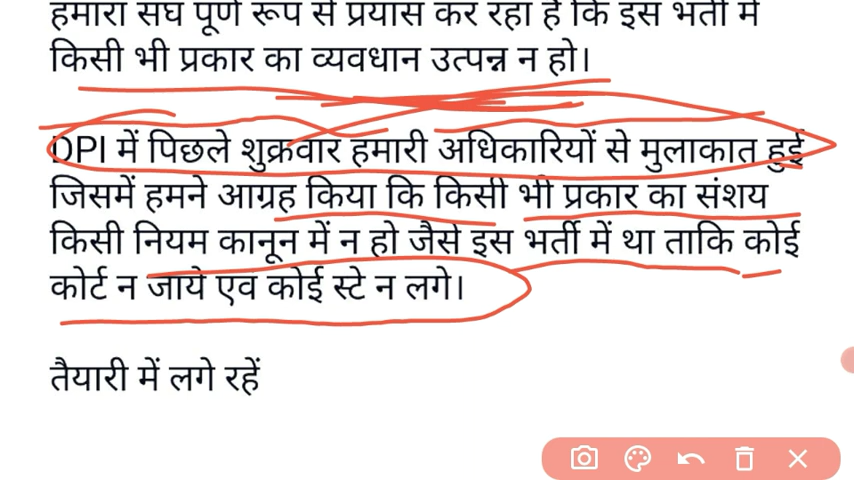 हमारा संघ पूर्ण रूप से प्रयास कर रहा है कि इस भर्ती में
किसी भी प्रकार का व्यवधान उत्पन्न न हो।
DPI में पिछले शुक्रवार हमारी अधिकारियों से मुलाकात हुई
जिसमें हमने आग्रह किया कि किसी भी प्रकार का संशय
किसी नियम कानून में न हो जैसे इस भर्ती में था ताकि कोई
कोर्ट न जाये एव कोई स्टे न लगे।
तैयारी में लगे रहें